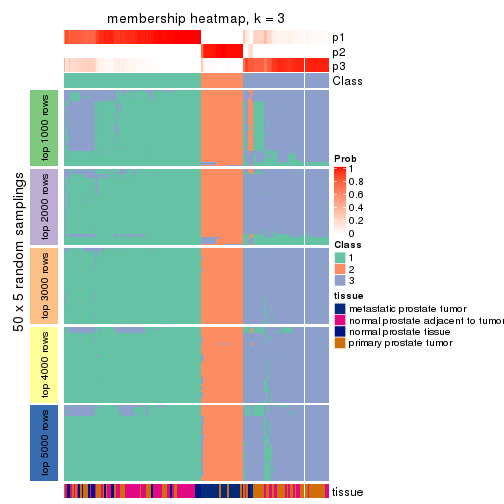 membership heatmap, k = 3
p1
p2
p3
Class
50 x 5 random samplings
top 1000 rows
top 2000 rows
top 3000 rows
top 4000 rows
top 5000 rows
Prob
1
0.8
0.6
0.4
0.2
0
Class
1
2
3
tissue
metastatic prostate tumor
normal prostate adjacent to tumor
normal prostate tissue
primary prostate tumor
tissue